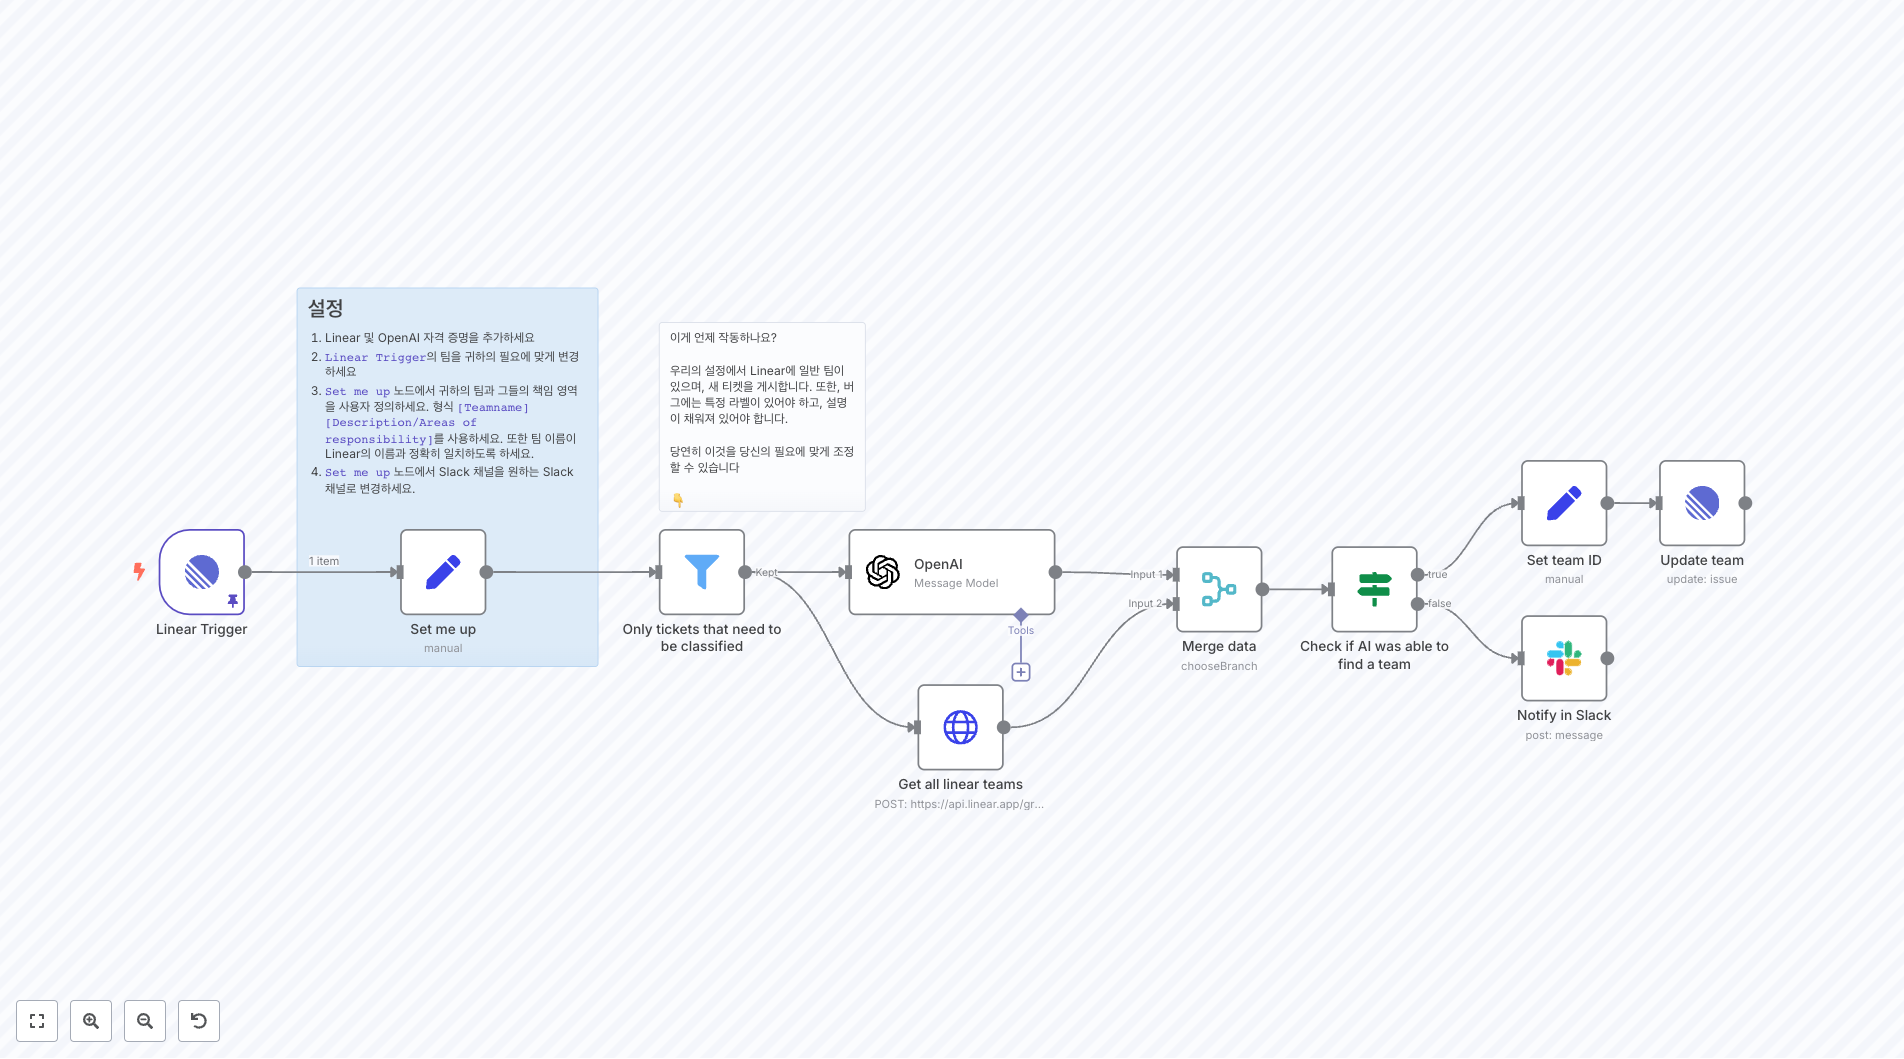 설정
1. Linear 및 OpenAI 자격 증명을 추가하세요
2. Linear Trigger의 팀을 귀하의 필요에 맞게 변경
하세요
3. Set me up 노드에서 귀하의 팀과 그들의 책임 영역
을 사용자 정의하세요. 형식 [Teamname]
[Description/Areas of
responsibility]를 사용하세요. 또한 팀 이름이
Linear의 이름과 정확히 일치하도록 하세요.
4. Set me up 노드에서 Slack 채널을 원하는 Slack
채널로 변경하세요.
이게 언제 작동하나요?
우리의 설정에서 Linear에 일반 팀이
있으며, 새 티켓을 게시합니다. 또한, 버
그에는 특정 라벨이 있어야 하고, 설명
이 채워져 있어야 합니다.
당연히 이것을 당신의 필요에 맞게 조정
할 수 있습니다
👇
Linear Trigger
1 item
Set me up
manual
Only tickets that need to
be classified
Kept
OpenAI
Message Model
Tools
Get all linear teams
POST: https://api.linear.app/gr...
Input 1
Input 2
Merge data
chooseBranch
Check if AI was able to
find a team
true
false
Set team ID
manual
Update team
update: issue
Notify in Slack
post: message